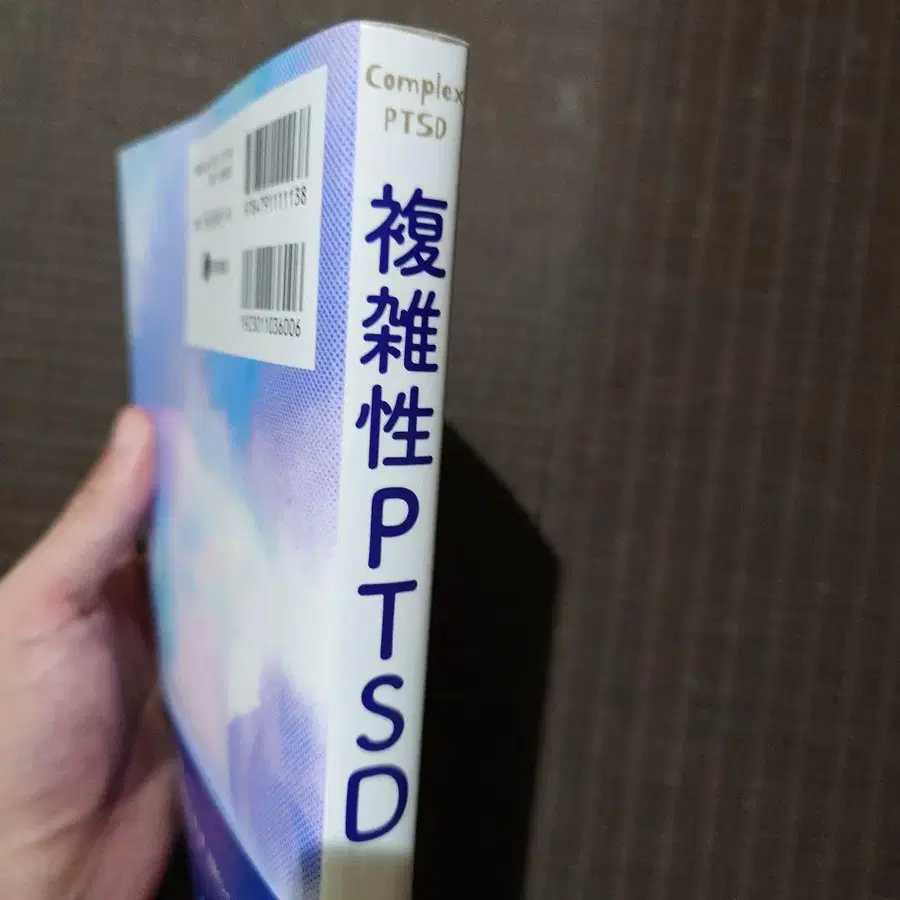 Complex
PTSD
複雑性PTSD
9784791111138
1923011036006